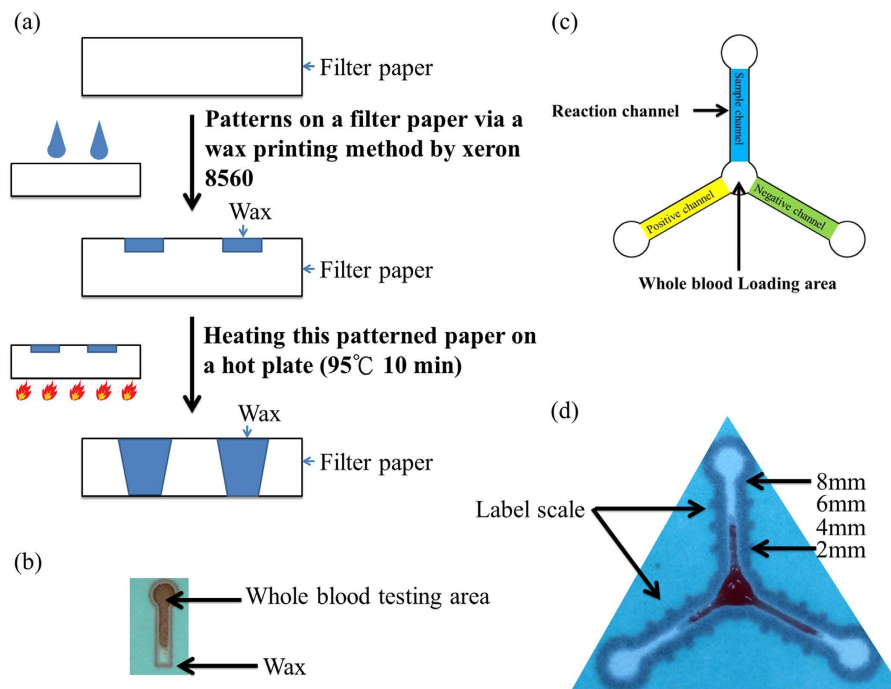 (a)
Filter paper
Patterns on a filter paper via a
wax printing method by xeron
8560
Wax
Filter paper
Heating this patterned paper on
a hot plate (95℃ 10 min)
Wax
Filter paper
(b)
Whole blood testing area
Wax
(c)
Sample channel
Reaction channel
Positive channel
Negative channel
Whole blood Loading area
(d)
8mm
6mm
4mm
2mm
Label scale